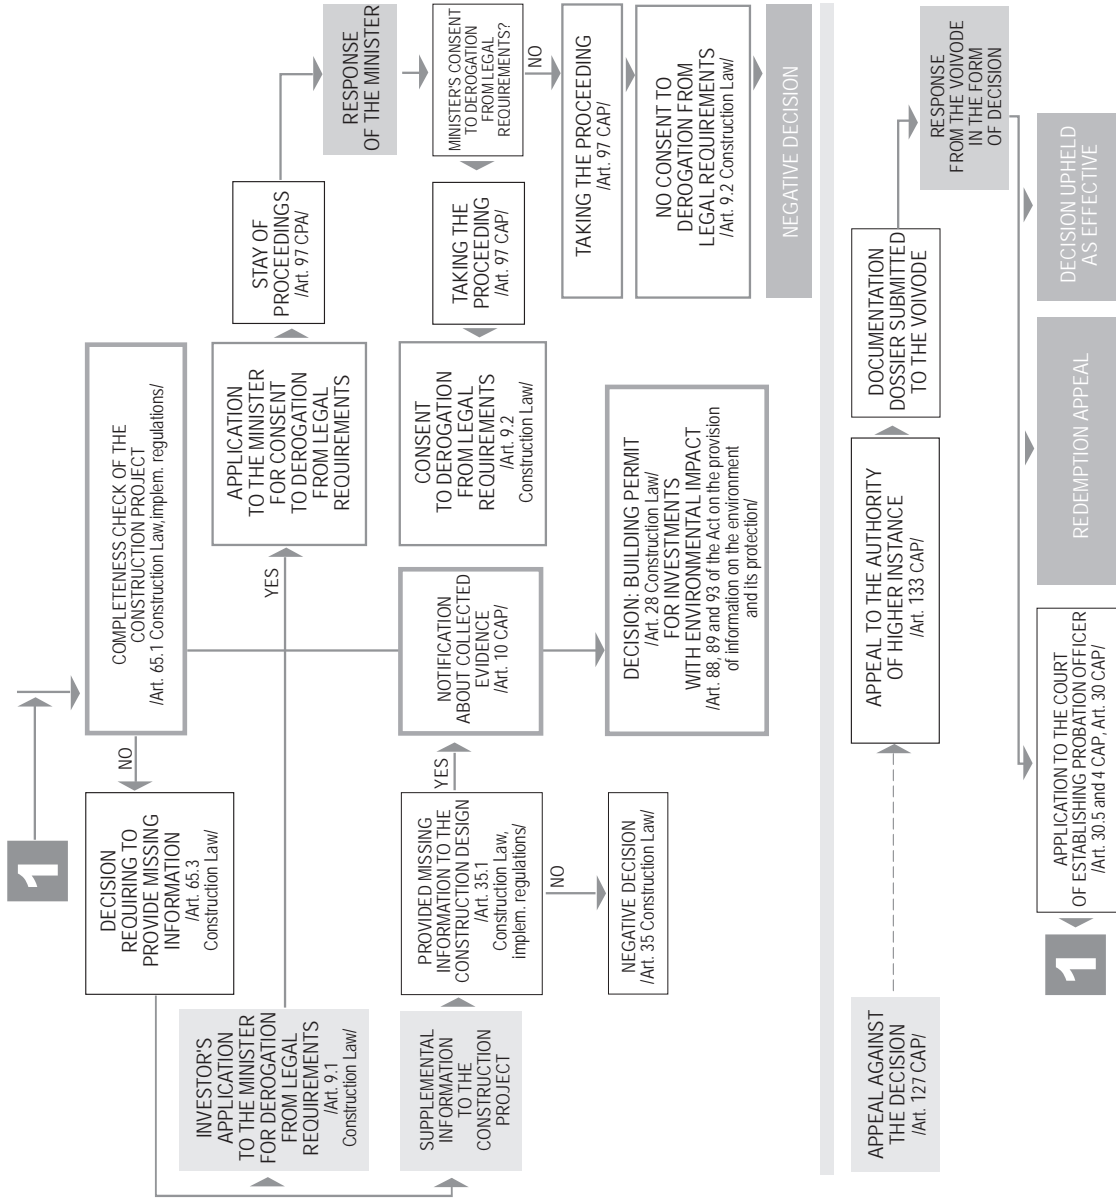 1
COMPLETENESS CHECK OF THE
CONSTRUCTION PROJECT
/Art. 65.1 Construction Law,implem. regulations/
NO
DECISION
REQUIRING TO
PROVIDE MISSING
INFORMATION
/Art. 65.3
Construction Law/
INVESTOR'S
APPLICATION
TO THE MINISTER
FOR DEROGATION
FROM LEGAL
REQUIREMENTS
/Art. 9.1
Construction Law/
YES
APPLICATION
TO THE MINISTER
FOR CONSENT
TO DEROGATION
FROM LEGAL
REQUIREMENTS
STAY OF
PROCEEDINGS
/Art. 97 CPA/
RESPONSE
OF THE MINISTER
MINISTER'S CONSENT
TO DEROGATION
FROM LEGAL
REQUIREMENTS?
NO
TAKING THE
PROCEEDING
/Art. 97 CAP/
CONSENT
TO DEROGATION
FROM LEGAL
REQUIREMENTS
/Art. 9.2
Construction Law/
TAKING THE PROCEEDING
/Art. 97 CAP/
NO CONSENT TO
DEROGATION FROM
LEGAL REQUIREMENTS
/Art. 9.2 Construction Law/
NEGATIVE DECISION
SUPPLEMENTAL
INFORMATION
TO THE
CONSTRUCTION
PROJECT
PROVIDED MISSING
INFORMATION TO THE
CONSTRUCTION DESIGN
/Art. 35.1
Construction Law,
implem. regulations/
YES
NOTIFICATION
ABOUT COLLECTED
EVIDENCE
/Art. 10 CAP/
NO
NEGATIVE DECISION
/Art. 35 Construction Law/
DECISION: BUILDING PERMIT
/Art. 28 Construction Law/
FOR INVESTMENTS
WITH ENVIRONMENTAL IMPACT
/Art. 88, 89 and 93 of the Act on the provision
of information on the environment
and its protection/
APPEAL AGAINST
THE DECISION
/Art. 127 CAP/
APPEAL TO THE AUTHORITY
OF HIGHER INSTANCE
/Art. 133 CAP/
DOCUMENTATION
DOSSIER SUBMITTED
TO THE VOIVODE
RESPONSE
FROM THE VOIVODE
IN THE FORM
OF DECISION
1
APPLICATION TO THE COURT
OF ESTABLISHING PROBATION OFFICER
/Art. 30.5 and 4 CAP, Art. 30 CAP/
REDEMPTION APPEAL
DECISION UPHELD
AS EFFECTIVE